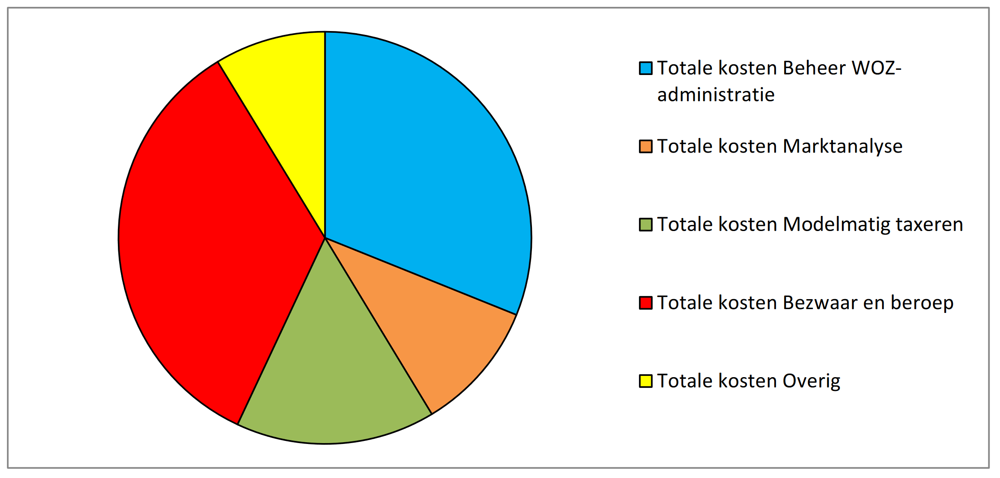 Totale kosten Beheer WOZ-
administratie
Totale kosten Marktanalyse
Totale kosten Modelmatig taxeren
Totale kosten Bezwaar en beroep
Totale kosten Overig